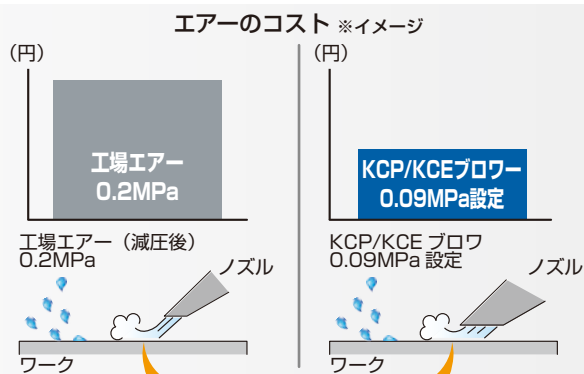 エアーのコスト ※イメージ
（円）
工場エアー
0.2MPa
工場エアー（減圧後）
0.2MPa
ノズル
ワーク
（円）
KCP/KCEブロワー
0.09MPa設定
KCP/KCE ブロワ
0.09MPa 設定
ノズル
ワーク